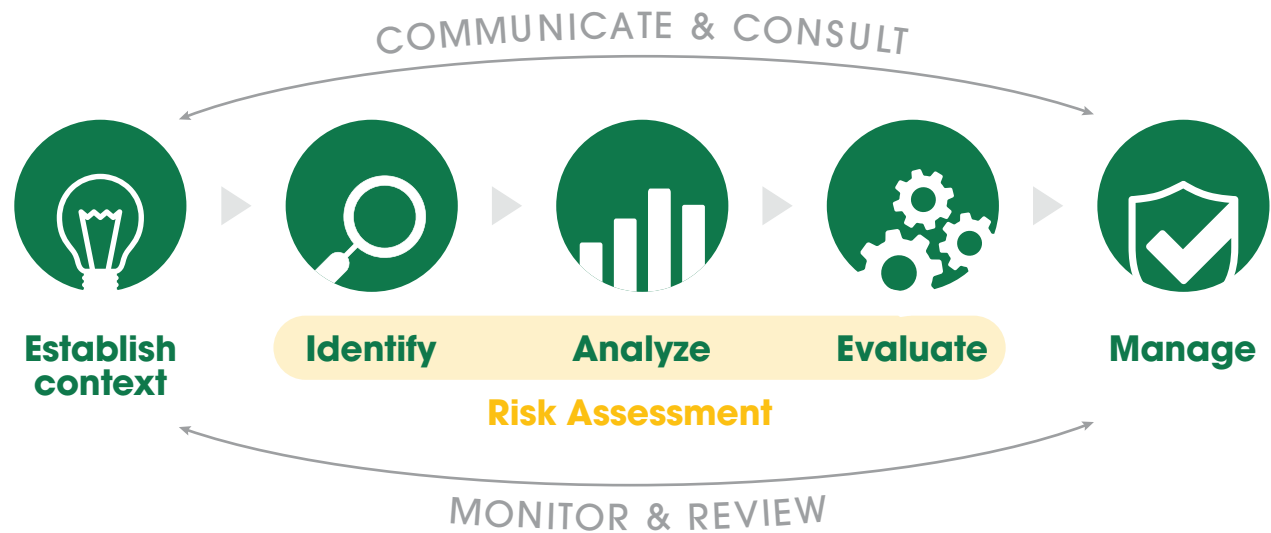 COMMUNICATE & CONSULT
Establish
context
Identify
Analyze
Evaluate
Manage
Risk Assessment
MONITOR & REVIEW